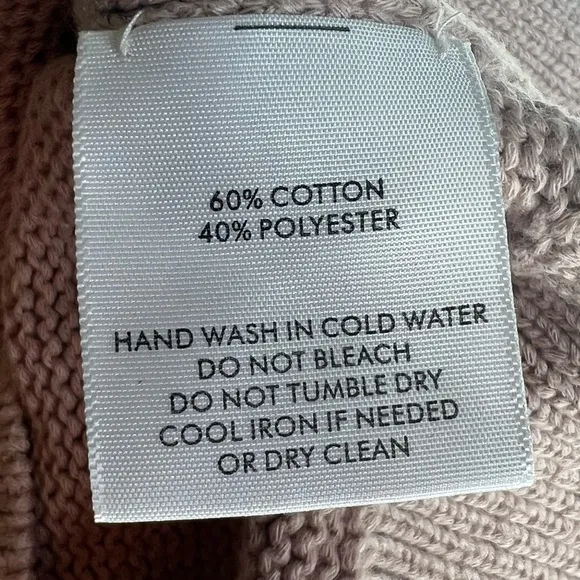 60% COTTON
40% POLYESTER
HAND WASH IN COLD WATER
DO NOT BLEACH
DO NOT TUMBLE DRY
COOL IRON IF NEEDED
OR DRY CLEAN